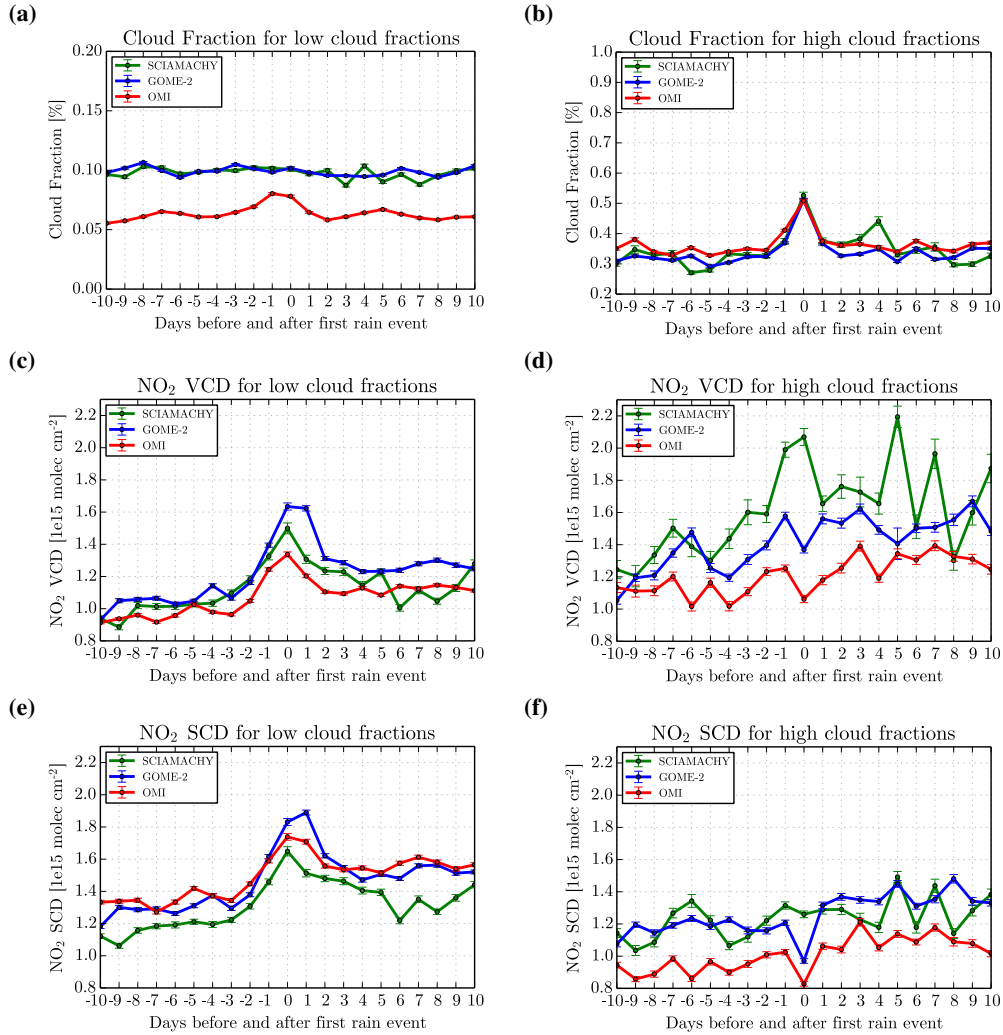 (a)
Cloud Fraction for low cloud fractions
SCIAMACHY
GOME-2
OMI
Cloud Fraction [%]
0.20
0.15
0.10
0.05
0.00
-10 -9 -8 -7 -6 -5 -4 -3 -2 -1 0 1 2 3 4 5 6 7 8 9 10
Days before and after first rain event
(b)
Cloud Fraction for high cloud fractions
SCIAMACHY
GOME-2
OMI
Cloud Fraction [%]
1.0
0.9
0.8
0.7
0.6
0.5
0.4
0.3
0.2
-10 -9 -8 -7 -6 -5 -4 -3 -2 -1 0 1 2 3 4 5 6 7 8 9 10
Days before and after first rain event
(c)
NO₂ VCD for low cloud fractions
SCIAMACHY
GOME-2
OMI
NO₂ VCD [1e15 molec cm⁻²]
2.2
2.0
1.8
1.6
1.4
1.2
1.0
0.8
-10 -9 -8 -7 -6 -5 -4 -3 -2 -1 0 1 2 3 4 5 6 7 8 9 10
Days before and after first rain event
(d)
NO₂ VCD for high cloud fractions
SCIAMACHY
GOME-2
OMI
NO₂ VCD [1e15 molec cm⁻²]
2.2
2.0
1.8
1.6
1.4
1.2
1.0
0.8
-10 -9 -8 -7 -6 -5 -4 -3 -2 -1 0 1 2 3 4 5 6 7 8 9 10
Days before and after first rain event
(e)
NO₂ SCD for low cloud fractions
SCIAMACHY
GOME-2
OMI
NO₂ SCD [1e15 molec cm⁻²]
2.2
2.0
1.8
1.6
1.4
1.2
1.0
0.8
-10 -9 -8 -7 -6 -5 -4 -3 -2 -1 0 1 2 3 4 5 6 7 8 9 10
Days before and after first rain event
(f)
NO₂ SCD for high cloud fractions
SCIAMACHY
GOME-2
OMI
NO₂ SCD [1e15 molec cm⁻²]
2.2
2.0
1.8
1.6
1.4
1.2
1.0
0.8
-10 -9 -8 -7 -6 -5 -4 -3 -2 -1 0 1 2 3 4 5 6 7 8 9 10
Days before and after first rain event